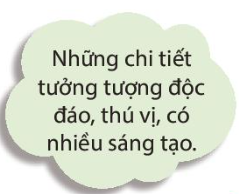 Những chi tiết
tưởng tượng độc
đáo, thú vị, có
nhiều sáng tạo.